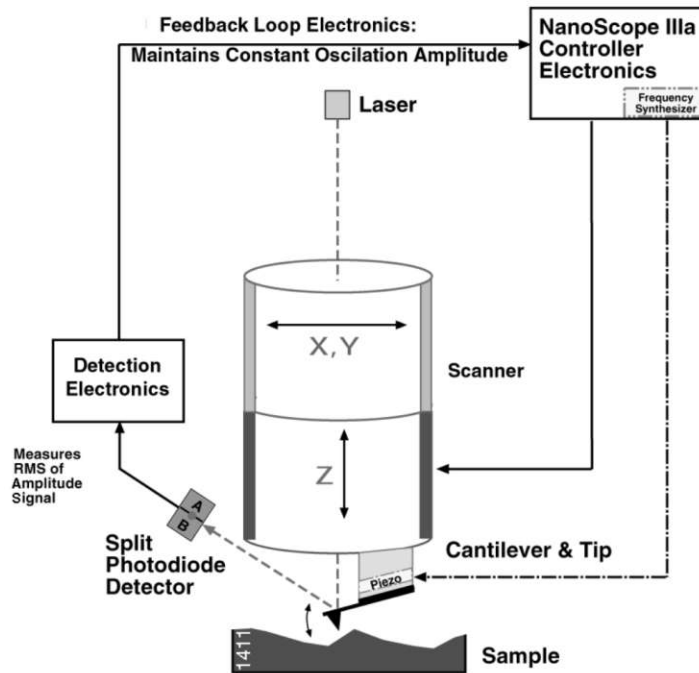 Feedback Loop Electronics:
Maintains Constant Oscilation Amplitude
NanoScope IIIa
Controller
Electronics
Frequency
Synthesizer
Laser
X, Y
Detection
Electronics
Scanner
Measures
RMS of
Amplitude
Signal
Z
A
B
Split
Photodiode
Detector
Cantilever & Tip
Piezo
1411
Sample